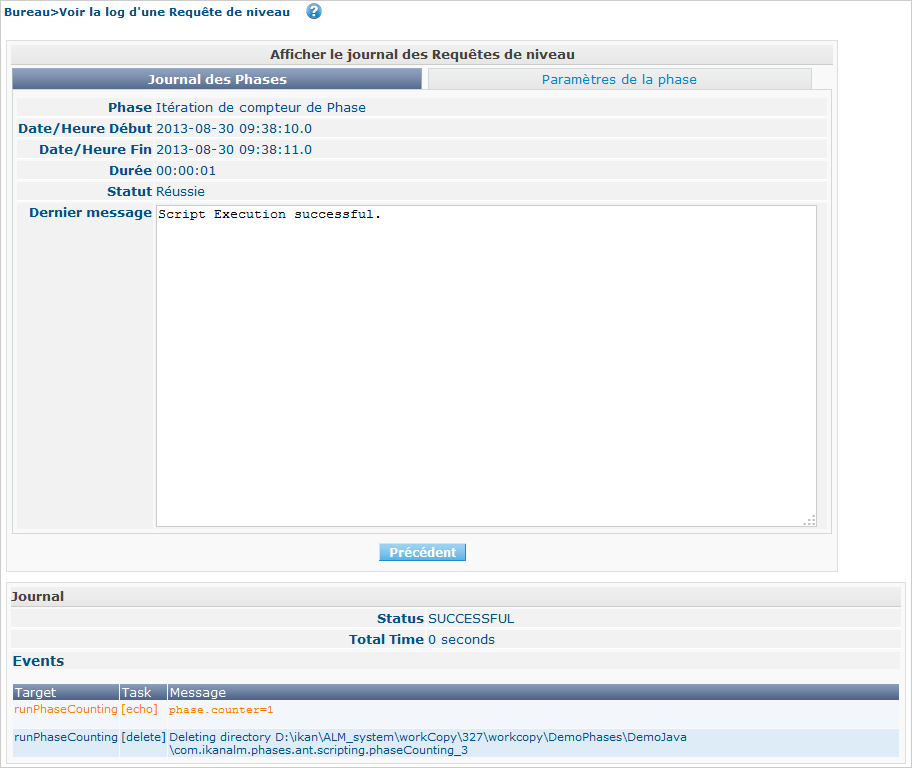 Bureau>Voir la log d'une Requête de niveau ?
Afficher le journal des Requêtes de niveau
Journal des Phases Paramètres de la phase
Phase Itération de compteur de Phase
Date/Heure Début 2013-08-30 09:38:10.0
Date/Heure Fin 2013-08-30 09:38:11.0
Durée 00:00:01
Statut Réussie
Dernier message Script Execution successful.
Précédent
Journal
Status SUCCESSFUL
Total Time 0 seconds
Events
Target Task Message
runPhaseCounting [echo] phase.counter=1
runPhaseCounting [delete] Deleting directory D:\ikan\ALM_system\workCopy\327\workcopy\DemoPhases\DemoJava
\com.ikanalm.phases.ant.scripting.phaseCounting_3